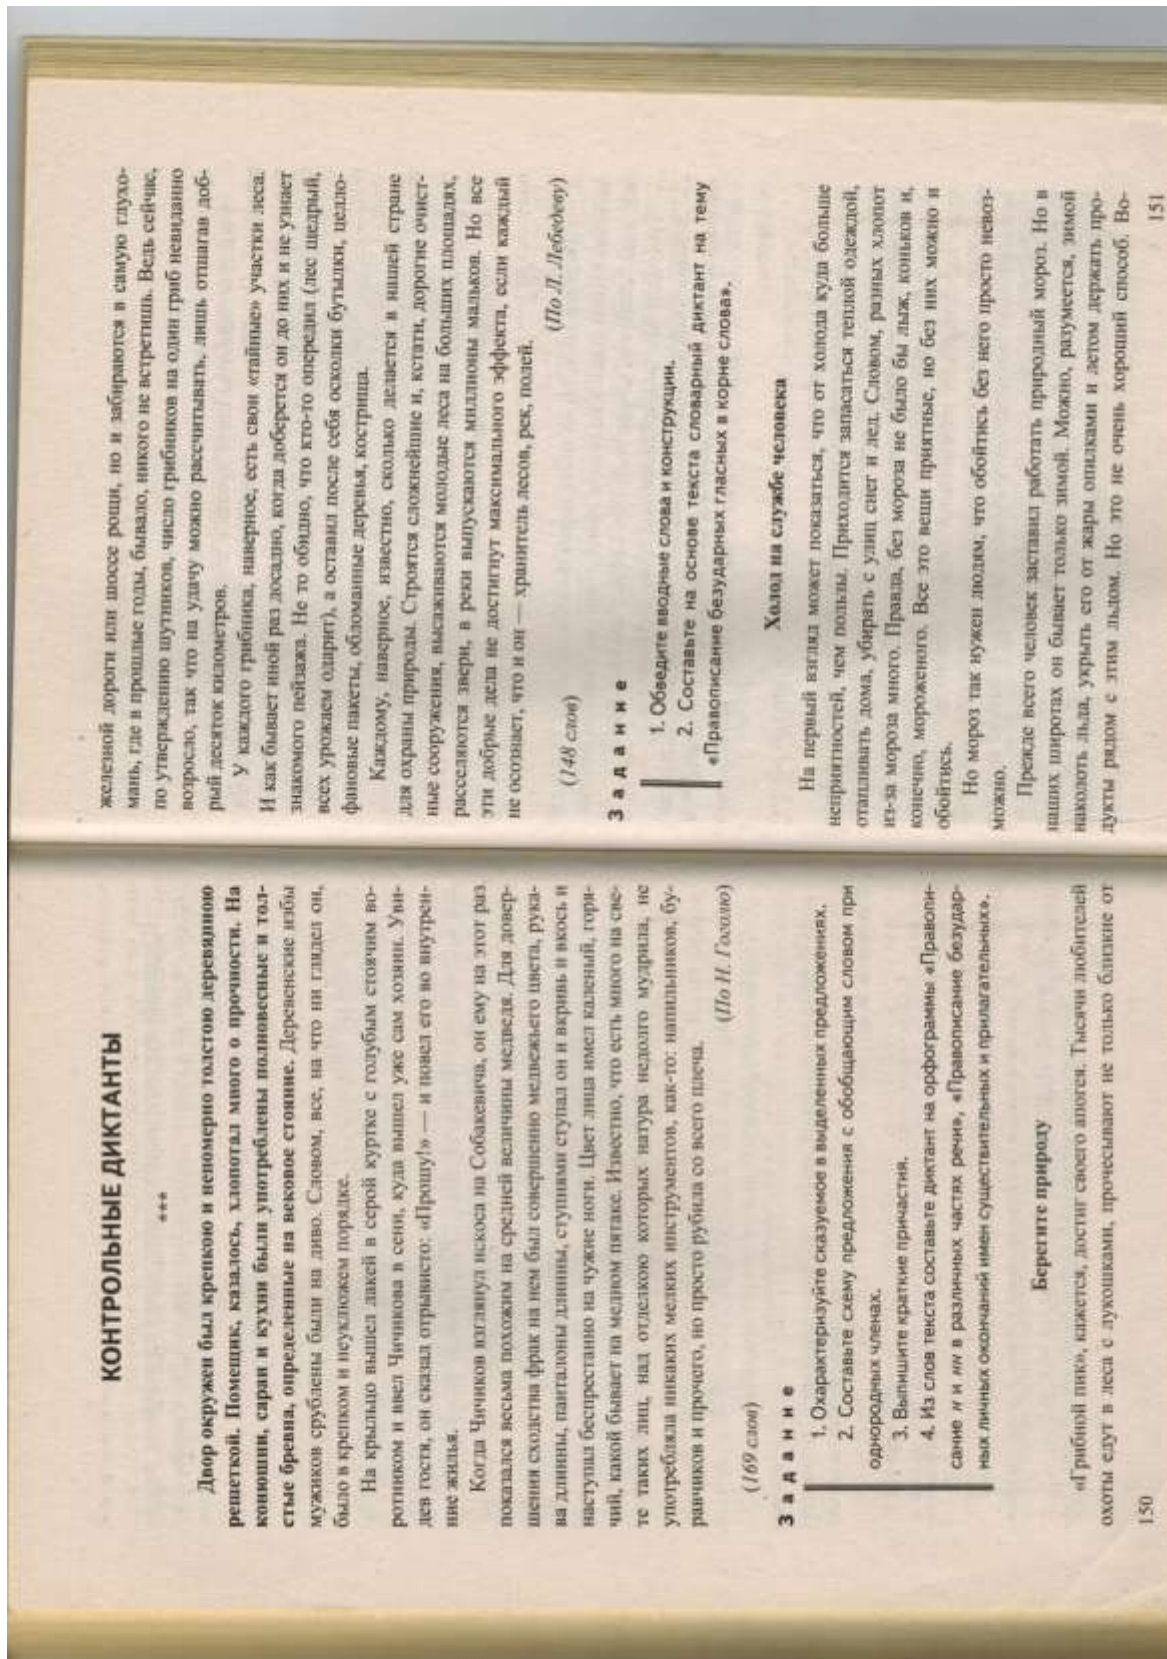 КОНТРОЛЬНЫЕ ДИКТАНТЫ
***
Двор окружен был крепкою и непомерно толстою деревянною
решеткой. Помещик, казалось, хлопотал много о прочности. На
конюшни, сараи и кухни были употреблены полновесные и тол-
стые бревна, определенные на вековое стояние. Деревенские избы
мужиков срублены были на диво. Словом, все, на что ни глядел он,
было в крепком и неуклюжем порядке.
На крыльцо вышел лакей в серой куртке с голубым стоячим во-
ротником и ввел Чичикова в сени, куда вышел уже сам хозяин. Уви-
дев гостя, он сказал отрывисто: «Прошу!» — и повел его во внутрен-
ние жилья.
Когда Чичиков взглянул искоса на Собакевича, он ему на этот раз
показался весьма похожим на средней величины медведя. Для довер-
шения сходства фрак на нем был совершенно медвежьего цвета, рука-
ва длинны, панталоны длинны, ступнями ступал он и вкривь и вкось и
наступал беспрестанно на чужие ноги. Цвет лица имел каленый, горя-
чий, какой бывает на медном пятаке. Известно, что есть много на све-
те таких лиц, над отделкою которых натура недолго мудрила, не
употребляла никаких мелких инструментов, как-то: напильников, бу-
равчиков и прочего, но просто рубила со всего плеча.
(По Н. Гоголю)
(169 слов)
Задание
1. Охарактеризуйте сказуемое в выделенных предложениях.
2. Составьте схему предложения с обобщающим словом при
однородных членах.
3. Выпишите краткие причастия.
4. Из слов текста составьте диктант на орфограммы «Правопи-
сание н и нн в различных частях речи», «Правописание безудар-
ных личных окончаний имен существительных и прилагательных».
Берегите природу
«Грибной пик», кажется, достиг своего апогея. Тысячи любителей
охоты едут в леса с лукошками, прочесывают не только близкие от
150
железной дороги или шоссе рощи, но и забираются в самую глухо-
мань, где в прошлые годы, бывало, никого не встретишь. Ведь сейчас,
по утверждению шутников, число грибников на один гриб невиданно
возросло, так что на удачу можно рассчитывать, лишь отшагав доб-
рый десяток километров.
У каждого грибника, наверное, есть свои «тайные» участки леса.
И как бывает иной раз досадно, когда доберется он до них и не узнает
знакомого пейзажа. Не то обидно, что кто-то опередил (лес щедрый,
всех урожаем одарит), а оставил после себя осколки бутылки, целло-
фановые пакеты, обломанные деревья, кострища.
Каждому, наверное, известно, сколько делается в нашей стране
для охраны природы. Строятся сложнейшие и, кстати, дорогие очист-
ные сооружения, высаживаются молодые леса на больших площадях,
расселяются звери, в реки выпускаются миллионы мальков. Но все
эти добрые дела не достигнут максимального эффекта, если каждый
не осознает, что и он — хранитель лесов, рек, полей.
(По Л. Лебедеву)
(148 слов)
Задание
1. Обведите вводные слова и конструкции.
2. Составьте на основе текста словарный диктант на тему
«Правописание безударных гласных в корне слова».
Холод на службе человека
На первый взгляд может показаться, что от холода куда больше
неприятностей, чем пользы. Приходится запасаться теплой одеждой,
отапливать дома, убирать с улиц снег и лед. Словом, разных хлопот
из-за мороза много. Правда, без мороза не было бы лыж, коньков и,
конечно, мороженого. Все это вещи приятные, но без них можно и
обойтись.
Но мороз так нужен людям, что обойтись без него просто невоз-
можно.
Прежде всего человек заставил работать природный мороз. Но в
наших широтах он бывает только зимой. Можно, разумеется, зимой
наколоть льда, укрыть его от жары опилками и летом держать про-
дукты рядом с этим льдом. Но это не очень хороший способ. Во-
151